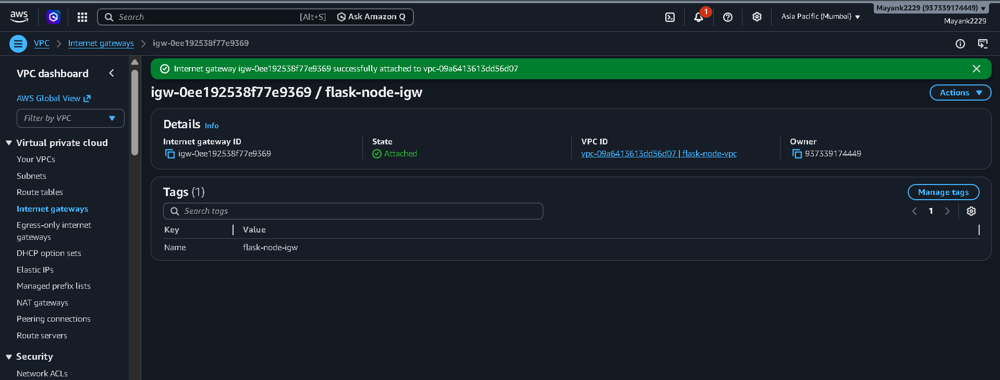 aws
Search [Alt+S] Ask Amazon Q
1
Asia Pacific (Mumbai)
Mayank2229 (937339174449)
Mayank2229
VPC
Internet gateways
igw-0ee192538f77e9369
VPC dashboard
AWS Global View
Filter by VPC
Virtual private cloud
Your VPCs
Subnets
Route tables
Internet gateways
Egress-only internet
gateways
DHCP option sets
Elastic IPs
Managed prefix lists
NAT gateways
Peering connections
Route servers
Security
Network ACLs
Internet gateway igw-0ee192538f77e9369 successfully attached to vpc-09a6413613dd56d07
igw-0ee192538f77e9369 / flask-node-igw
Actions
Details Info
Internet gateway ID
igw-0ee192538f77e9369
State
Attached
VPC ID
vpc-09a6413613dd56d07 | flask-node-vpc
Owner
937339174449
Tags (1)
Manage tags
Search tags
1
Key Value
Name flask-node-igw